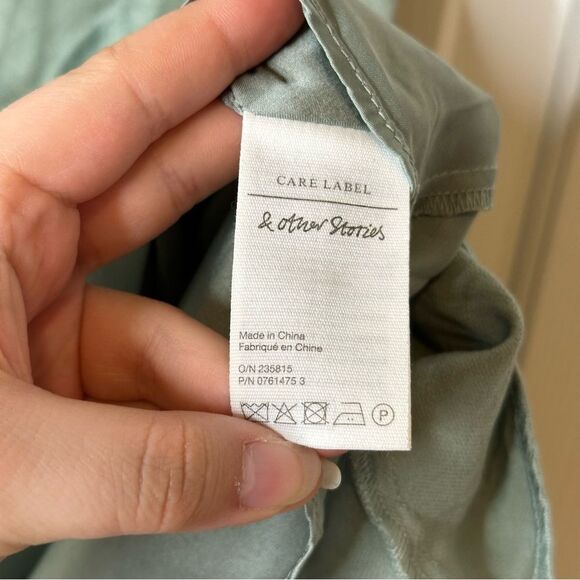 CARE LABEL
& other Stories
Made in China
Fabriqué en Chine
O/N 235815
P/N 0761475 3
P